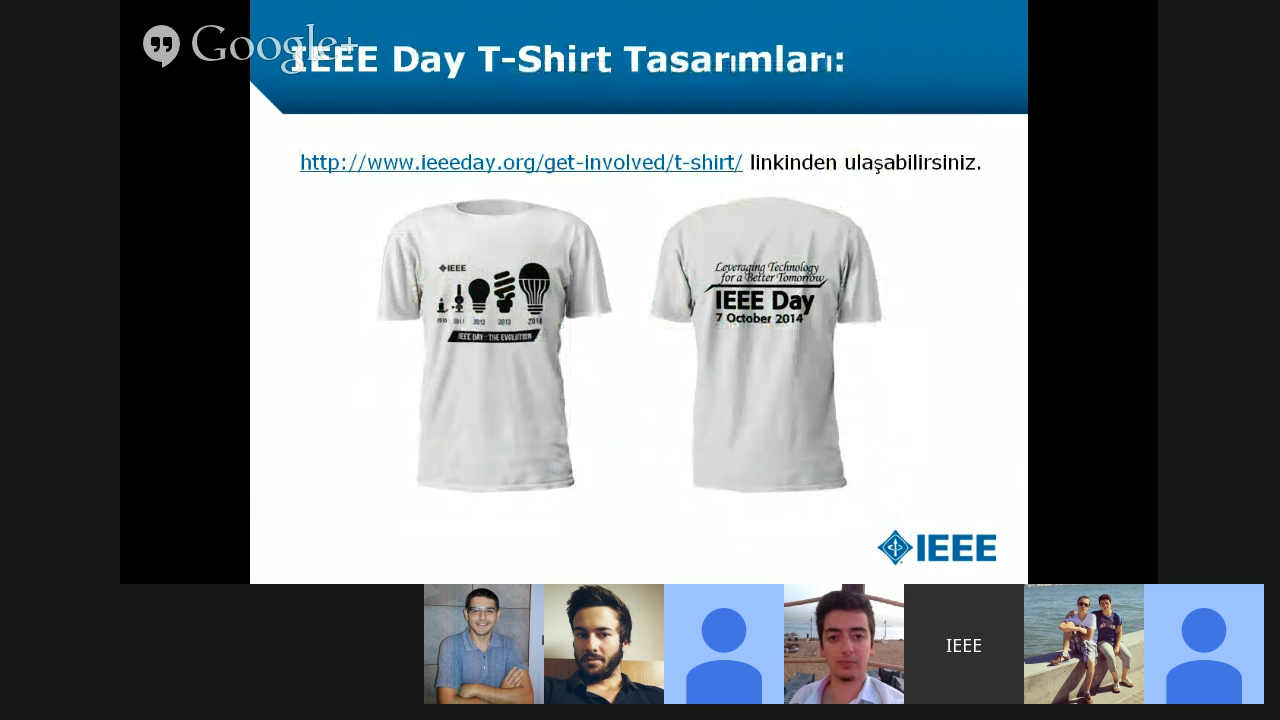 Google+
IEEE Day T-Shirt Tasarımları:
http://www.ieeeday.org/get-involved/t-shirt/ linkinden ulaşabilirsiniz.
IEEE
2010 2011 2012 2013 2014
IEEE DAY : THE EVOLUTION
Leveraging Technology
for a Better Tomorrow
IEEE Day
7 October 2014
IEEE
IEEE